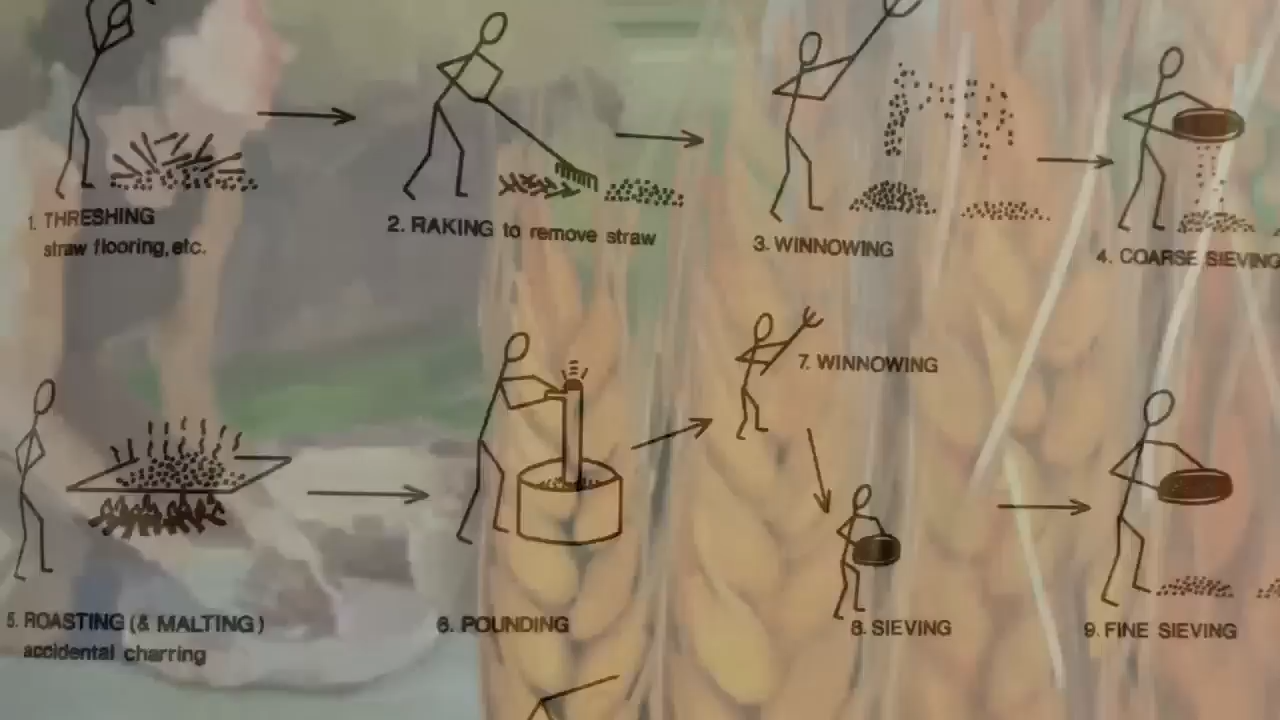 1. THRESHING
straw flooring, etc.
2. RAKING to remove straw
3. WINNOWING
4. COARSE SIEVING
5. ROASTING (& MALTING)
accidental charring
6. POUNDING
7. WINNOWING
8. SIEVING
9. FINE SIEVING